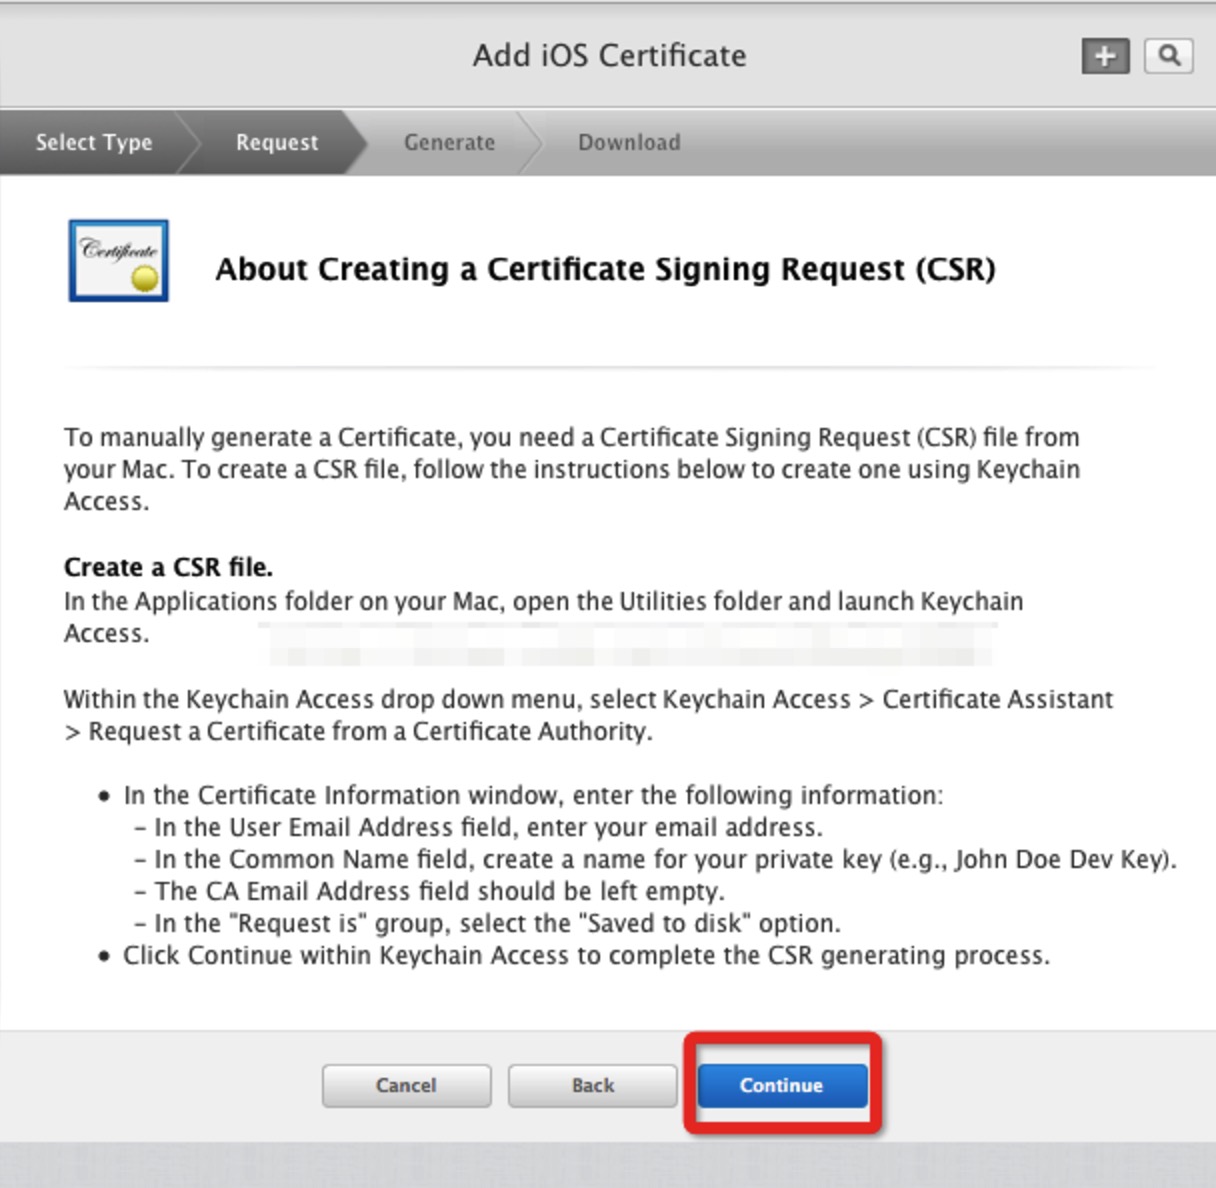 Add iOS Certificate
Select Type
Request
Generate
Download
Certificate
About Creating a Certificate Signing Request (CSR)
To manually generate a Certificate, you need a Certificate Signing Request (CSR) file from
your Mac. To create a CSR file, follow the instructions below to create one using Keychain
Access.
Create a CSR file.
In the Applications folder on your Mac, open the Utilities folder and launch Keychain
Access.
Within the Keychain Access drop down menu, select Keychain Access > Certificate Assistant
> Request a Certificate from a Certificate Authority.
• In the Certificate Information window, enter the following information:
– In the User Email Address field, enter your email address.
– In the Common Name field, create a name for your private key (e.g., John Doe Dev Key).
– The CA Email Address field should be left empty.
– In the "Request is" group, select the "Saved to disk" option.
• Click Continue within Keychain Access to complete the CSR generating process.
Cancel
Back
Continue